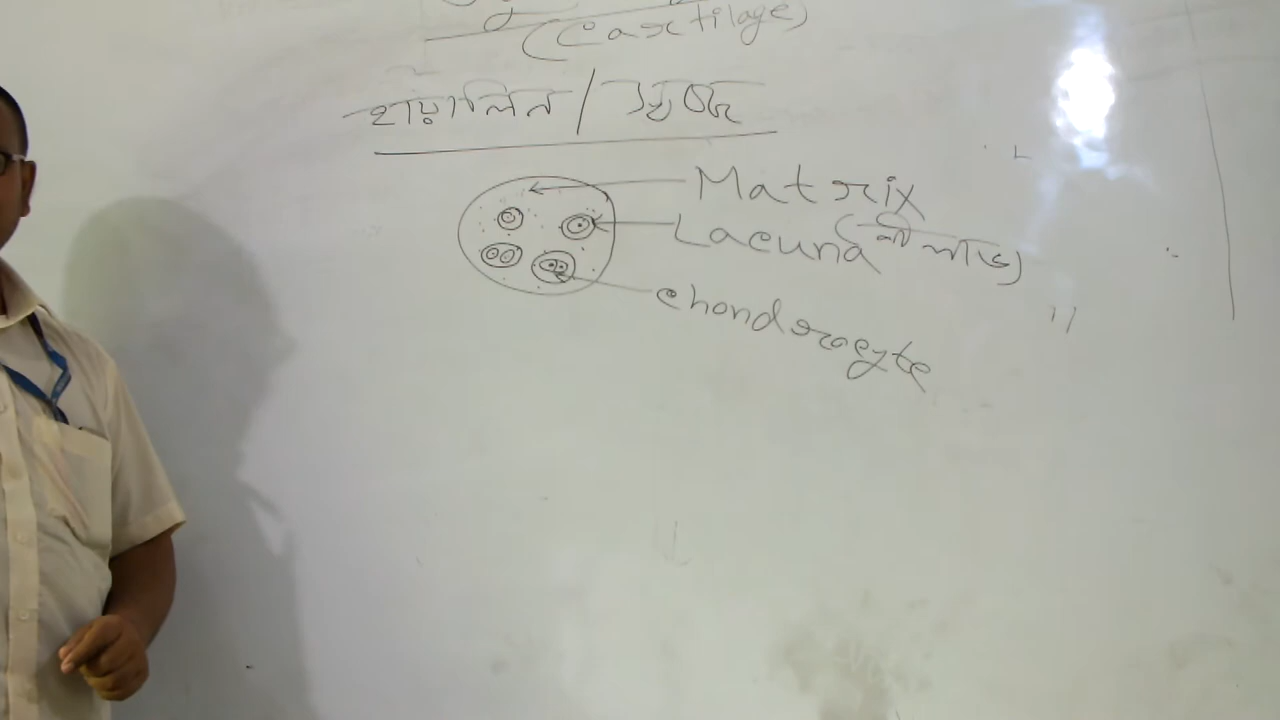 (Cartilage)
হায়ালিন / স্বচ্ছ
Matrix
Lacuna (
Chondrocyte